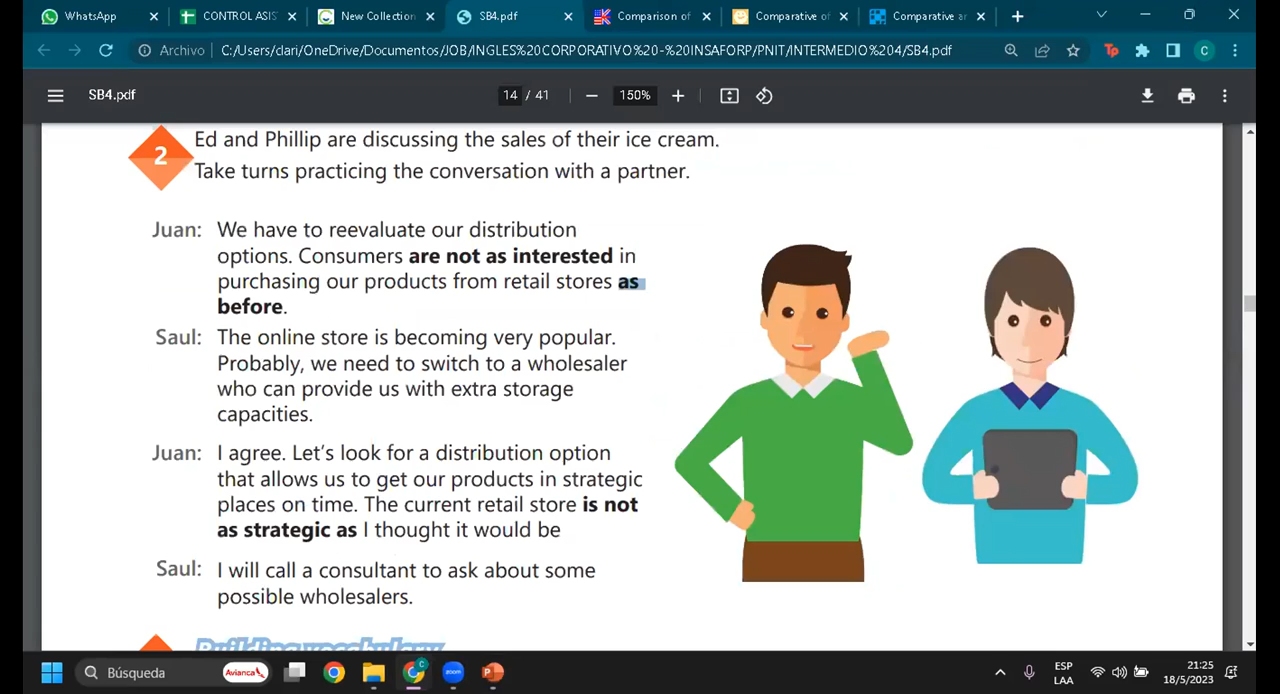 WhatsApp
CONTROL ASIS
New Collection
SB4.pdf
Comparison of
Comparative of
Comparative an
Archivo
C:/Users/clari/OneDrive/Documentos/JOB/INGLES%20CORPORATIVO%20-%20INSAFORP/PNIT/INTERMEDIO%204/SB4.pdf
Tp
C
SB4.pdf
14 / 41
150%
2
Ed and Phillip are discussing the sales of their ice cream.
Take turns practicing the conversation with a partner.
Juan: We have to reevaluate our distribution
options. Consumers are not as interested in
purchasing our products from retail stores as
before.
Saul: The online store is becoming very popular.
Probably, we need to switch to a wholesaler
who can provide us with extra storage
capacities.
Juan: I agree. Let's look for a distribution option
that allows us to get our products in strategic
places on time. The current retail store is not
as strategic as I thought it would be
Saul: I will call a consultant to ask about some
possible wholesalers.
Building vocabulary
Búsqueda
Avianca
C
zoom
P
ESP
LAA
21:25
18/5/2023